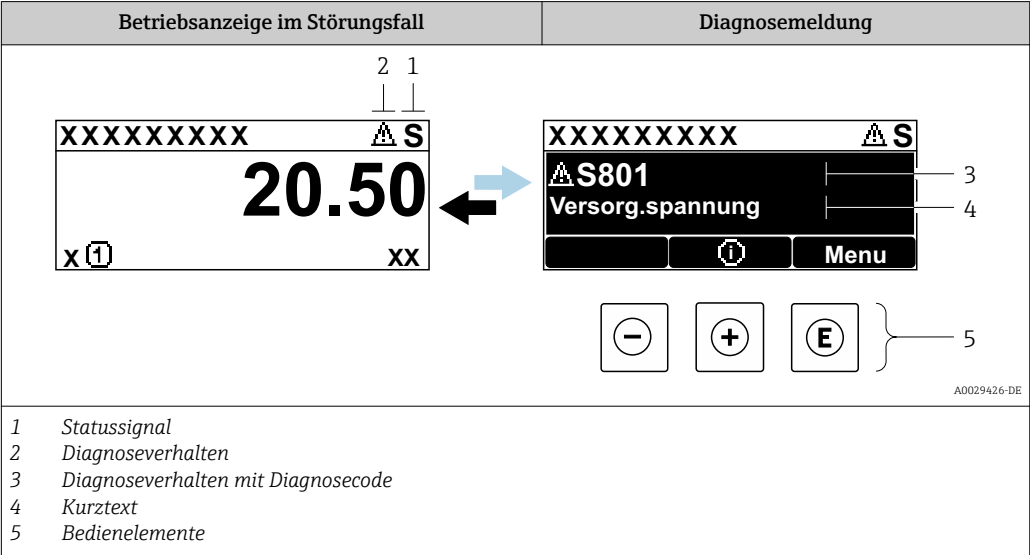 Betriebsanzeige im Störungsfall
Diagnosemeldung
2 1
XXXXXXXXX ⚠ S
20.50
x 1 xx
XXXXXXXXX ⚠ S
⚠S801
Versorg.spannung
i Menu
3
4
− + E
5
A0029426-DE
1 Statussignal
2 Diagnoseverhalten
3 Diagnoseverhalten mit Diagnosecode
4 Kurztext
5 Bedienelemente